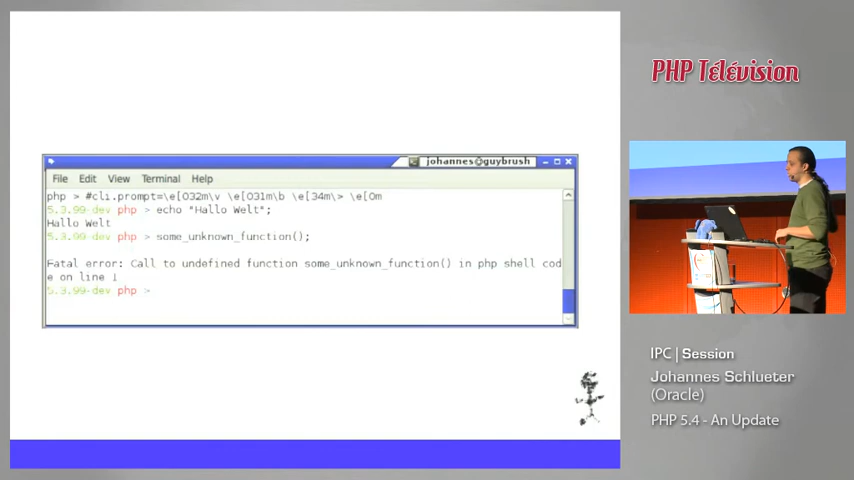 johannes@guybrush
File Edit View Terminal Help
php > #cli.prompt=\e[032m\v \e[031m\b \e[34m\> \e[0m
5.3.99-dev php > echo "Hallo Welt";
Hallo Welt
5.3.99-dev php > some_unknown_function();
Fatal error: Call to undefined function some_unknown_function() in php shell cod
e on line 1
5.3.99-dev php >
PHP Télévision
IPC | Session
Johannes Schlueter
(Oracle)
PHP 5.4 - An Update